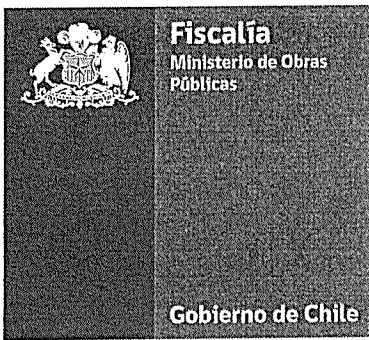 Fiscalía
Ministerio de Obras
Públicas
Gobierno de Chile